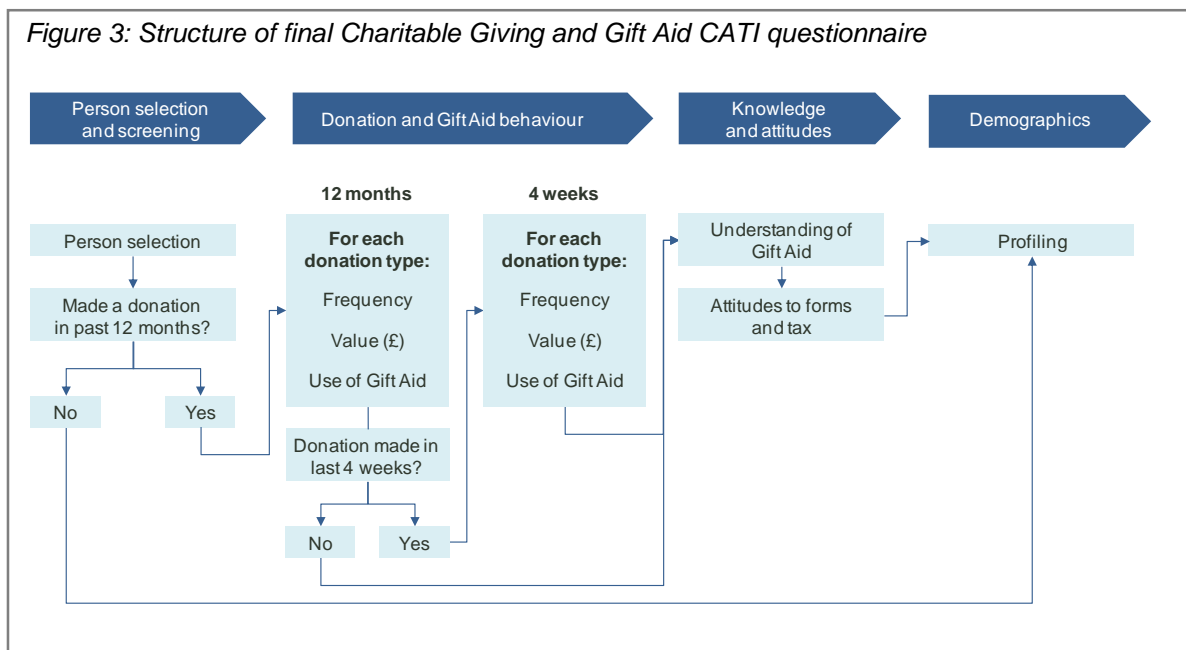 Figure 3: Structure of final Charitable Giving and Gift Aid CATI questionnaire
Person selection
and screening
Donation and Gift Aid behaviour
Knowledge
and attitudes
Demographics
Person selection
Made a donation
in past 12 months?
No
Yes
12 months
For each
donation type:
Frequency
Value (£)
Use of Gift Aid
Donation made in
last 4 weeks?
No
Yes
4 weeks
For each
donation type:
Frequency
Value (£)
Use of Gift Aid
Understanding of
Gift Aid
Attitudes to forms
and tax
Profiling